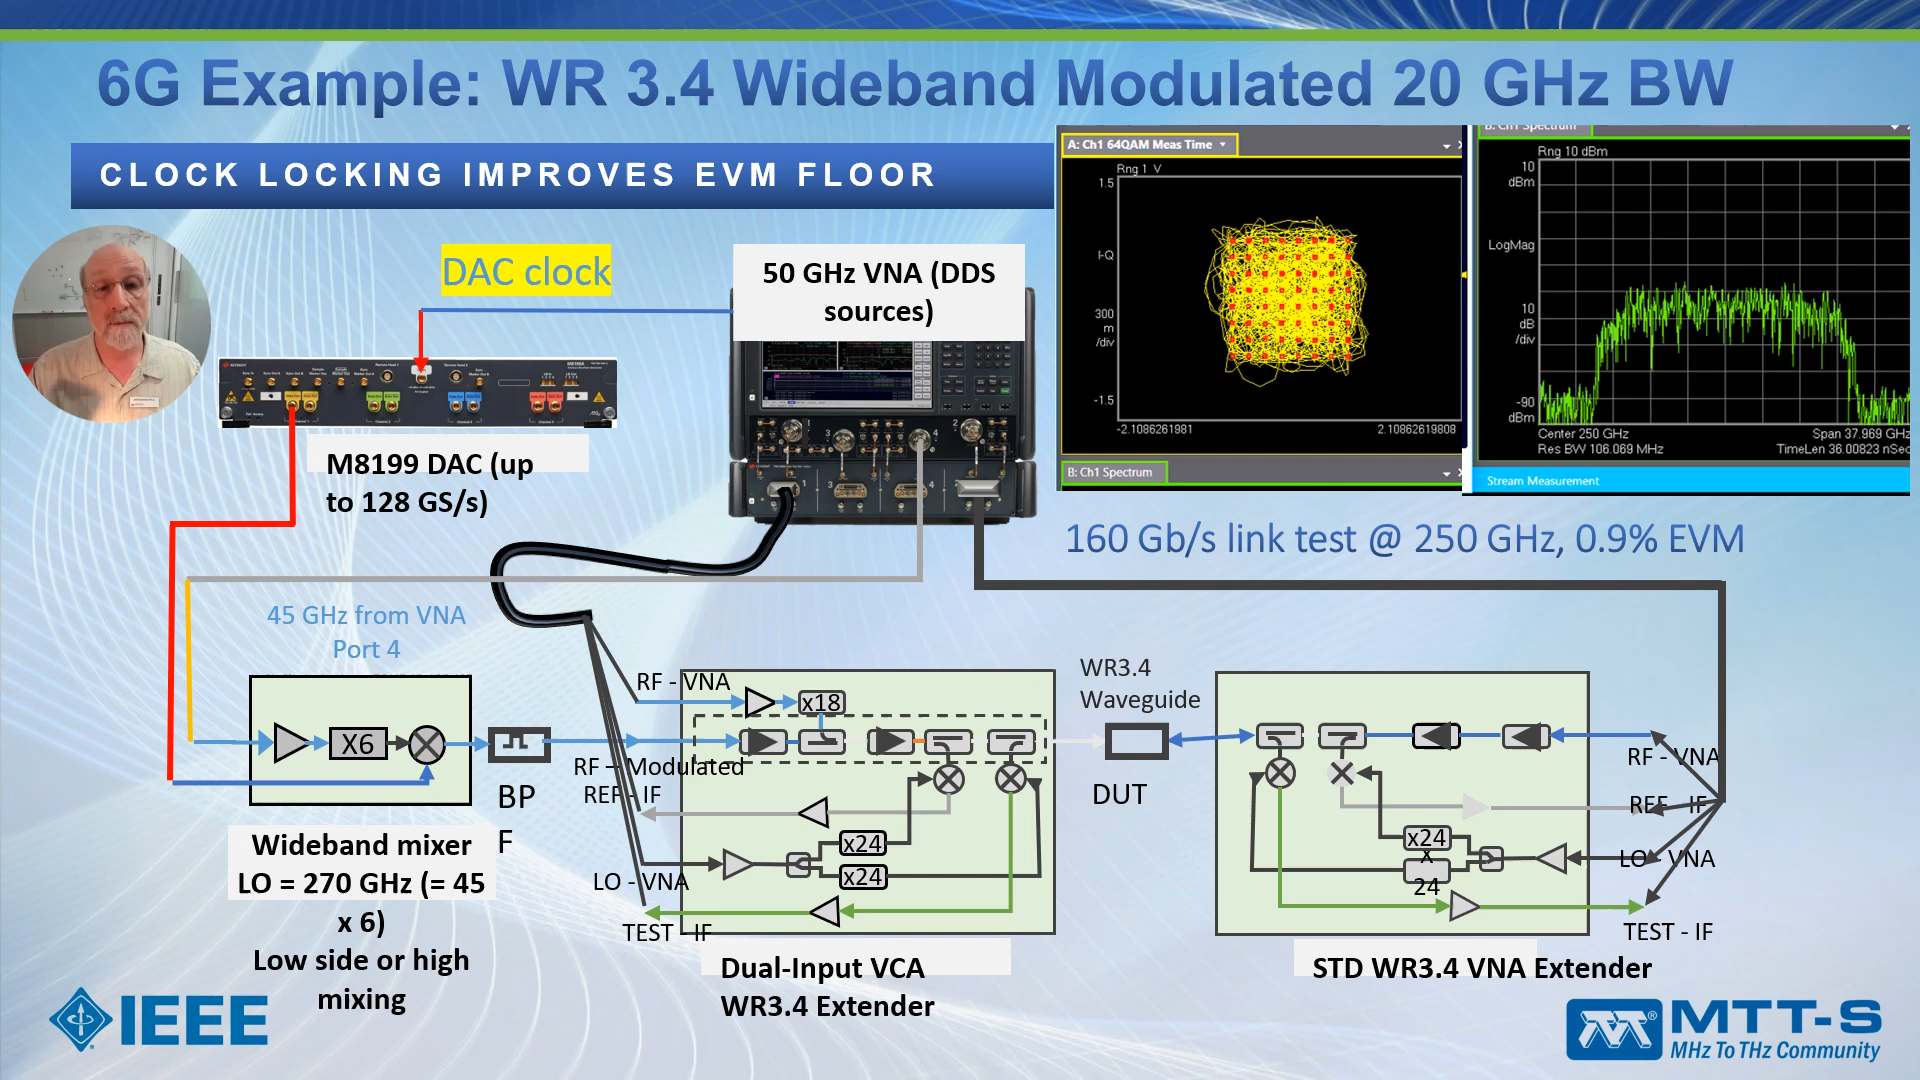 6G Example: WR 3.4 Wideband Modulated 20 GHz BW
CLOCK LOCKING IMPROVES EVM FLOOR
DAC clock
50 GHz VNA (DDS
sources)
M8199 DAC (up
to 128 GS/s)
A: Ch1 64QAM Meas Time
Rng 1 V
1.5
I-Q
300
m
/div
-1.5
-2.1086261981
2.10862619808
B: Ch1 Spectrum
B: Ch1 Spectrum
Rng 10 dBm
10
dBm
LogMag
10
dB
/div
-90
dBm
Center 250 GHz
Span 37.969 GHz
Res BW 106.069 MHz
TimeLen 36.00823 nSec
Stream Measurement
160 Gb/s link test @ 250 GHz, 0.9% EVM
45 GHz from VNA
Port 4
X6
BP
F
Wideband mixer
LO = 270 GHz (= 45
x 6)
Low side or high
mixing
RF - VNA
x18
RF - Modulated
REF - IF
x24
x24
LO - VNA
TEST - IF
Dual-Input VCA
WR3.4 Extender
WR3.4
Waveguide
DUT
RF - VNA
REF - IF
x24
x
24
LO - VNA
TEST - IF
STD WR3.4 VNA Extender
IEEE
MTT-S
MHz To THz Community